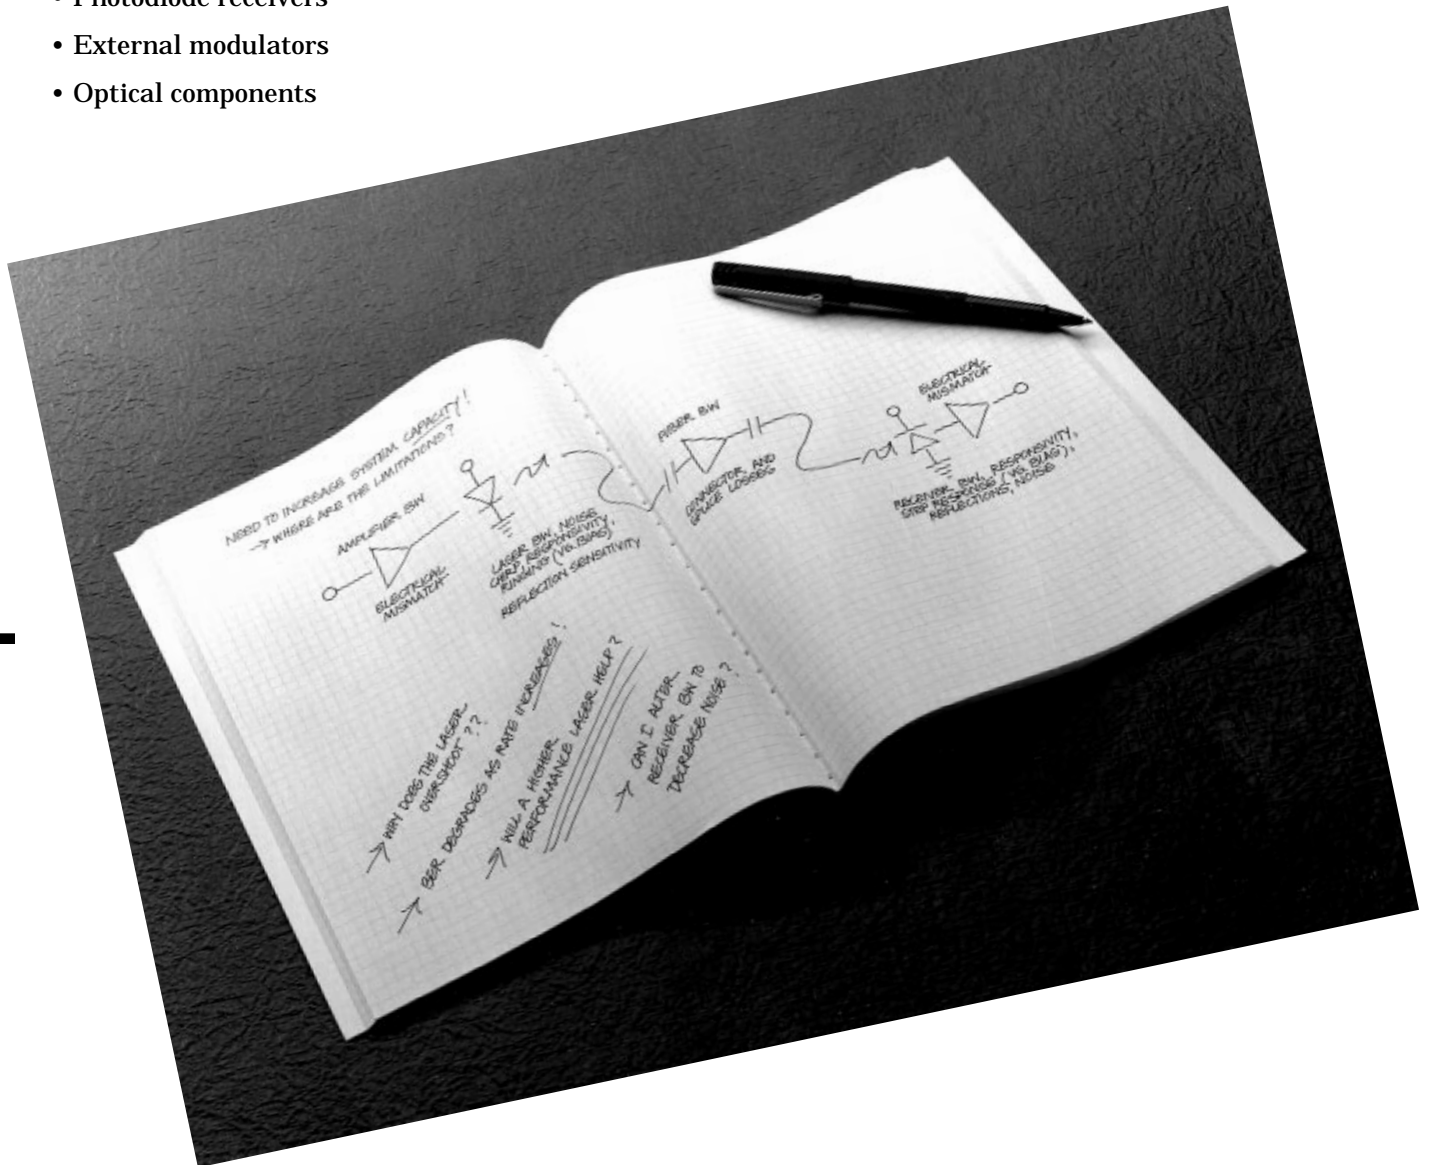 • Photodiode receivers
• External modulators
• Optical components
NEED TO INCREASE SYSTEM CAPACITY!
→ WHERE ARE THE LIMITATIONS?
AMPLIFIER BW
ELECTRICAL
MISMATCH
LASER BW, NOISE
CHIRP, RESPONSIVITY,
RINGING (VS. BIAS),
REFLECTION SENSITIVITY
FIBER BW
CONNECTOR AND
SPLICE LOSSES
ELECTRICAL
MISMATCH
RECEIVER BW, RESPONSIVITY,
STEP RESPONSE (VS. BIAS),
REFLECTIONS, NOISE
→ WHY DOES THE LASER
OVERSHOOT ??
→ BER DEGRADES AS RATE INCREASES!
→ WILL A HIGHER
PERFORMANCE LASER HELP?
→ CAN I ALTER
RECEIVER BW TO
DECREASE NOISE?